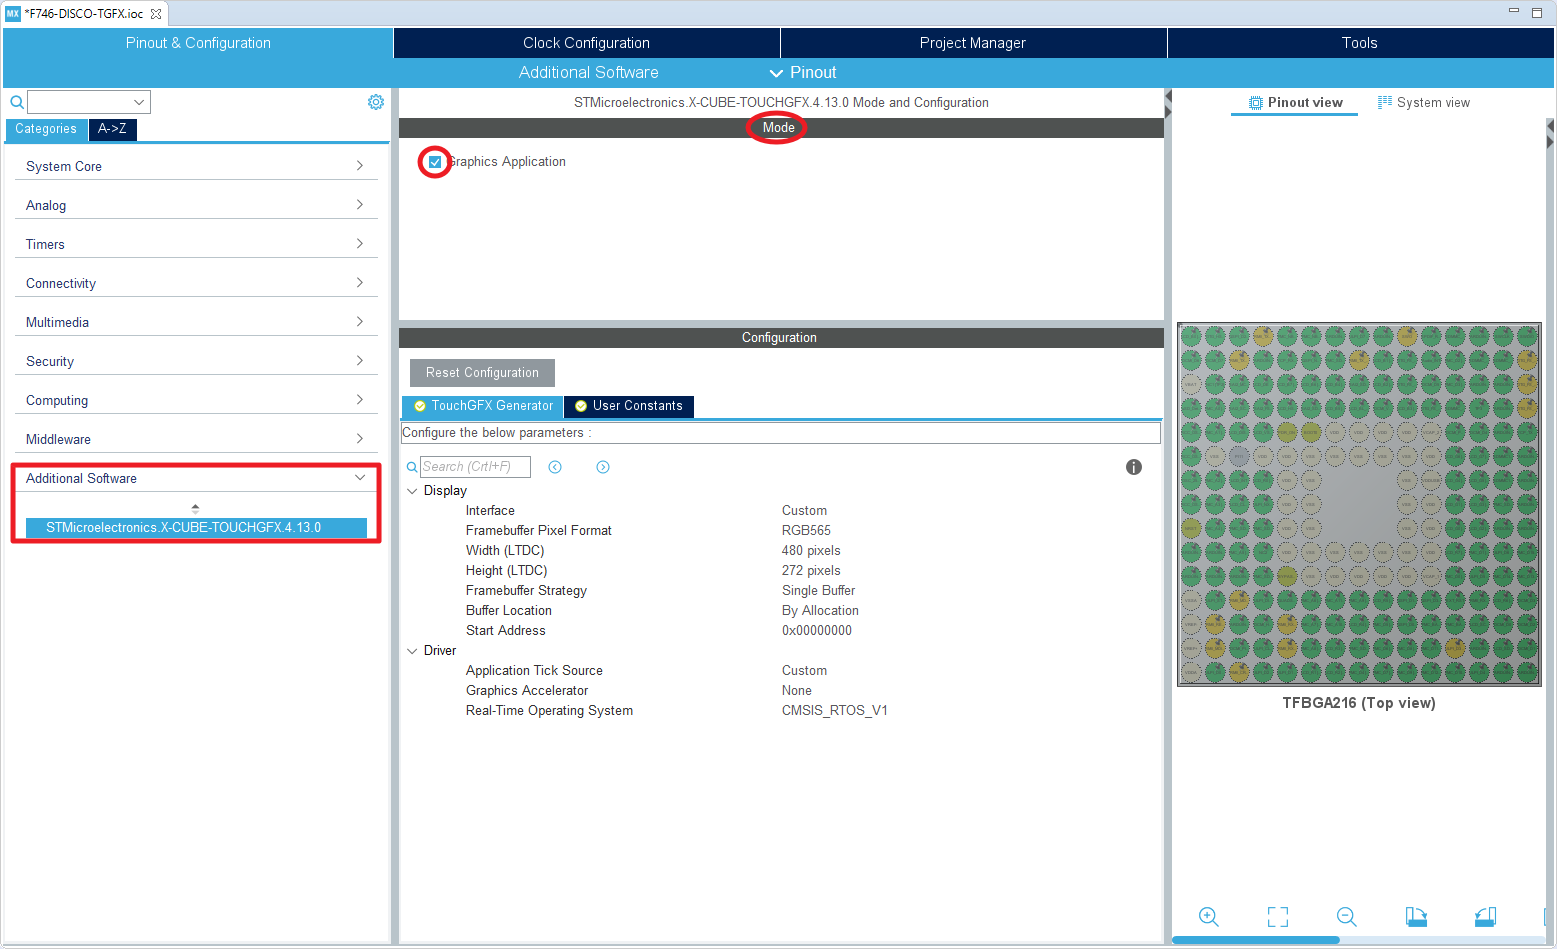 MX *F746-DISCO-TGFX.ioc
Pinout & Configuration
Clock Configuration
Project Manager
Tools
Additional Software
Pinout
Categories
A->Z
System Core
Analog
Timers
Connectivity
Multimedia
Security
Computing
Middleware
Additional Software
STMicroelectronics.X-CUBE-TOUCHGFX.4.13.0
STMicroelectronics.X-CUBE-TOUCHGFX.4.13.0 Mode and Configuration
Mode
Graphics Application
Configuration
Reset Configuration
TouchGFX Generator
User Constants
Configure the below parameters :
Search (Crtl+F)
Display
Interface Custom
Framebuffer Pixel Format RGB565
Width (LTDC) 480 pixels
Height (LTDC) 272 pixels
Framebuffer Strategy Single Buffer
Buffer Location By Allocation
Start Address 0x00000000
Driver
Application Tick Source Custom
Graphics Accelerator None
Real-Time Operating System CMSIS_RTOS_V1
Pinout view
System view
TFBGA216 (Top view)